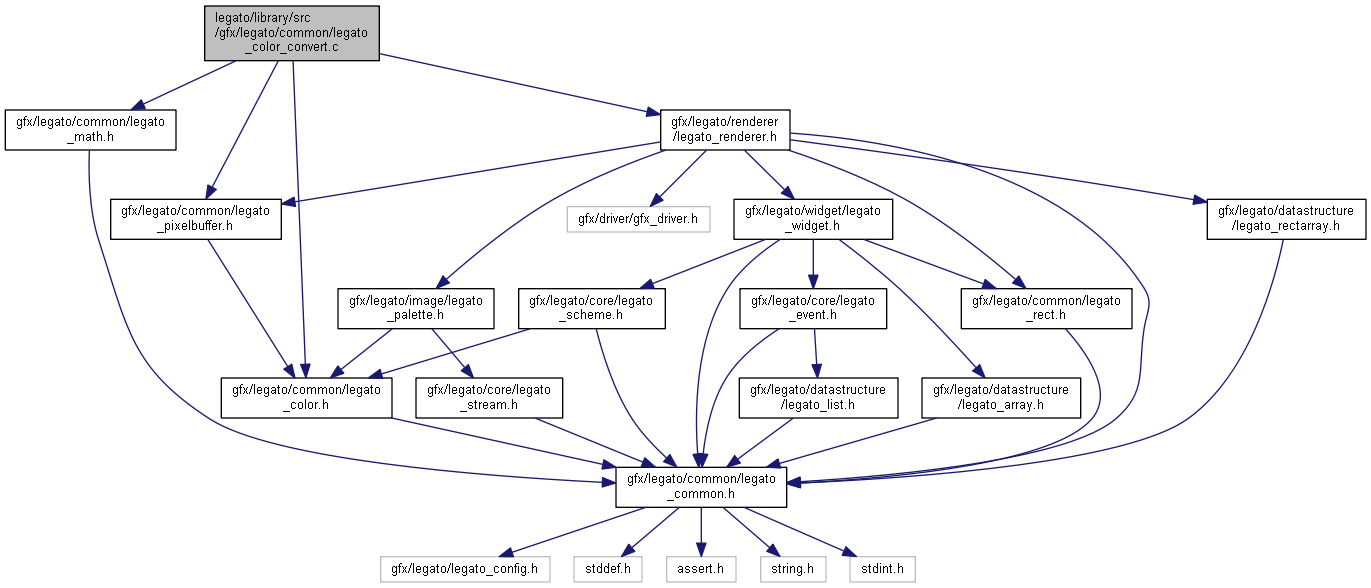 legato/library/src
/gfx/legato/common/legato
_color_convert.c
gfx/legato/common/legato
_math.h
gfx/legato/renderer
/legato_renderer.h
gfx/legato/common/legato
_pixelbuffer.h
gfx/driver/gfx_driver.h
gfx/legato/widget/legato
_widget.h
gfx/legato/datastructure
/legato_rectarray.h
gfx/legato/image/legato
_palette.h
gfx/legato/core/legato
_scheme.h
gfx/legato/core/legato
_event.h
gfx/legato/common/legato
_rect.h
gfx/legato/common/legato
_color.h
gfx/legato/core/legato
_stream.h
gfx/legato/datastructure
/legato_list.h
gfx/legato/datastructure
/legato_array.h
gfx/legato/common/legato
_common.h
gfx/legato/legato_config.h
stddef.h
assert.h
string.h
stdint.h